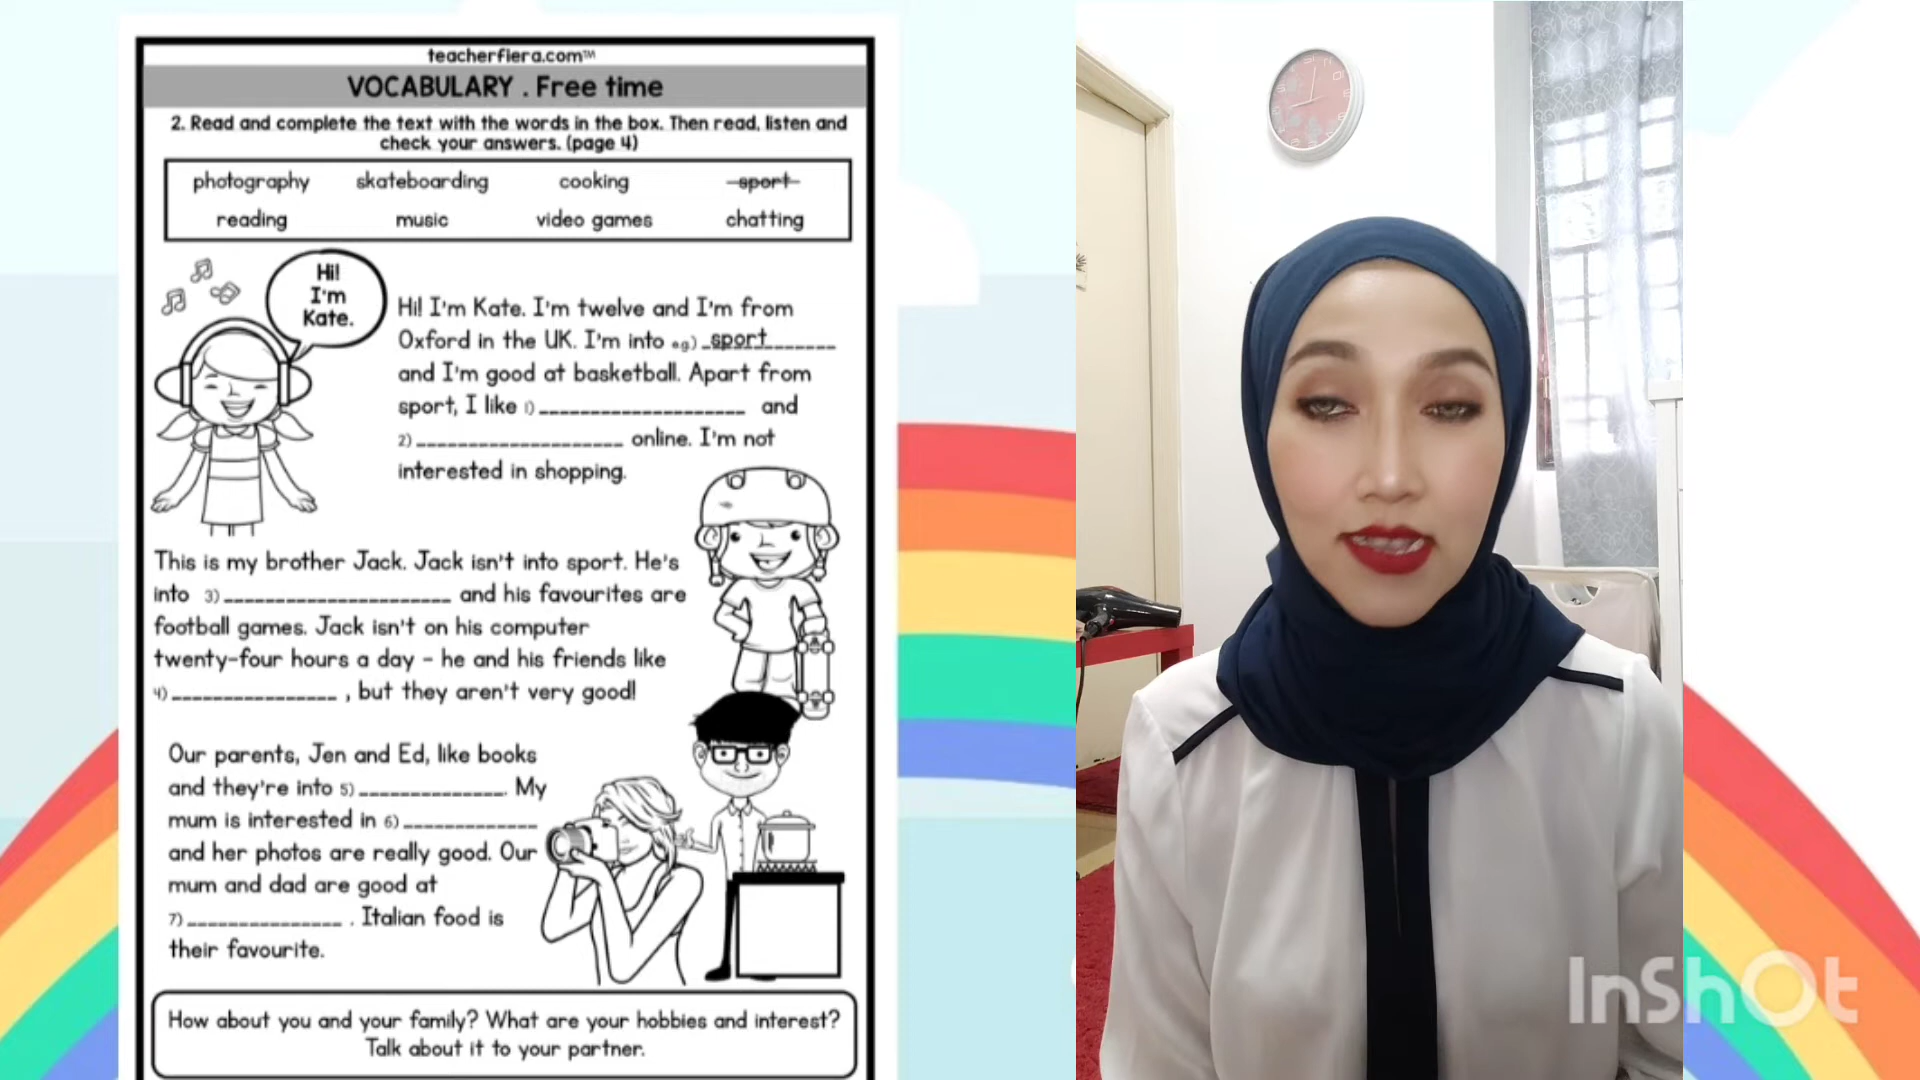 teacherfiera.com™
VOCABULARY . Free time
2. Read and complete the text with the words in the box. Then read, listen and
check your answers. (page 4)
photography skateboarding cooking sport
reading music video games chatting
Hi!
I'm
Kate.
Hi! I'm Kate. I'm twelve and I'm from
Oxford in the UK. I'm into e.g.) sport______
and I'm good at basketball. Apart from
sport, I like 1)____________________ and
2)____________________ online. I'm not
interested in shopping.
This is my brother Jack. Jack isn't into sport. He's
into 3)______________________ and his favourites are
football games. Jack isn't on his computer
twenty-four hours a day - he and his friends like
4)________________ , but they aren't very good!
Our parents, Jen and Ed, like books
and they're into 5)______________. My
mum is interested in 6)_____________
and her photos are really good. Our
mum and dad are good at
7)_______________ . Italian food is
their favourite.
How about you and your family? What are your hobbies and interest?
Talk about it to your partner.
InShOt